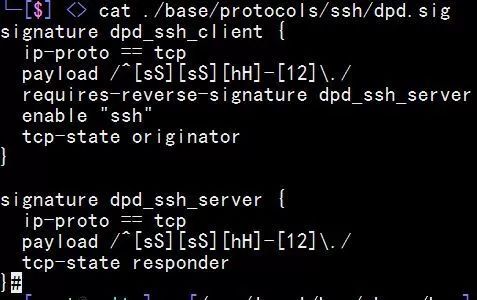 └─[$] <> cat ./base/protocols/ssh/dpd.sig
signature dpd_ssh_client {
  ip-proto == tcp
  payload /^[sS][sS][hH]-[12]\./
  requires-reverse-signature dpd_ssh_server
  enable "ssh"
  tcp-state originator
}

signature dpd_ssh_server {
  ip-proto == tcp
  payload /^[sS][sS][hH]-[12]\./
  tcp-state responder
}#